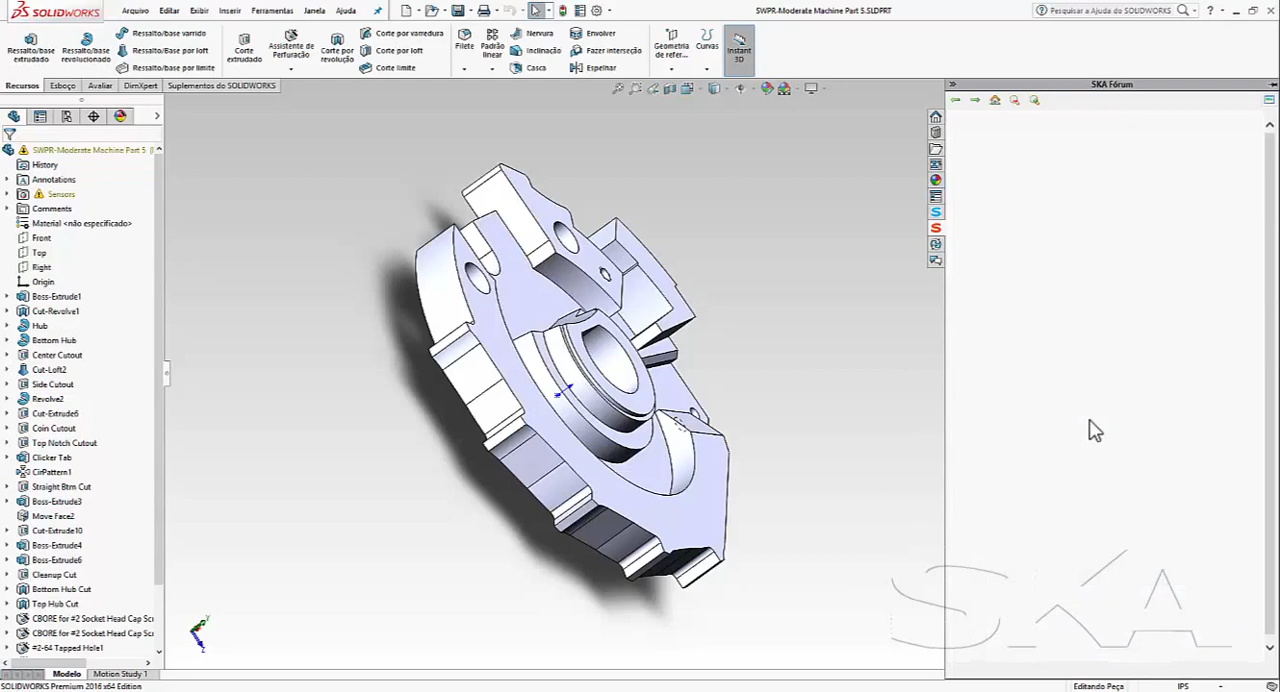 SOLIDWORKS
Arquivo Editar Exibir Inserir Ferramentas Janela Ajuda
SWPR-Moderate Machine Part 5.SLDPRT
Pesquisar a Ajuda do SOLIDWORKS
Ressalto/base extrudado
Ressalto/base revolucionado
Ressalto/base varrido
Ressalto/base por loft
Ressalto/base por limite
Corte extrudado
Assistente de Perfuração
Corte por revolução
Corte por varredura
Corte por loft
Corte limite
Filete
Padrão linear
Nervura
Inclinação
Casca
Envolver
Fazer interseção
Espelhar
Geometria de refer...
Curvas
Instant 3D
Recursos Esboço Avaliar DimXpert Suplementos do SOLIDWORKS
SKA Fórum
SWPR-Moderate Machine Part 5
History
Annotations
Sensors
Comments
Material <não especificado>
Front
Top
Right
Origin
Boss-Extrude1
Cut-Revolve1
Hub
Bottom Hub
Center Cutout
Cut-Loft2
Side Cutout
Revolve2
Cut-Extrude6
Coin Cutout
Top Notch Cutout
Clicker Tab
CirPattern1
Straight Btm Cut
Boss-Extrude3
Move Face2
Cut-Extrude10
Boss-Extrude4
Boss-Extrude6
Cleanup Cut
Bottom Hub Cut
Top Hub Cut
CBORE for #2 Socket Head Cap Scr
CBORE for #2 Socket Head Cap Scr
#2-64 Tapped Hole1
SKA
Modelo Motion Study 1
SOLIDWORKS Premium 2016 x64 Edition
Editando Peça
IPS